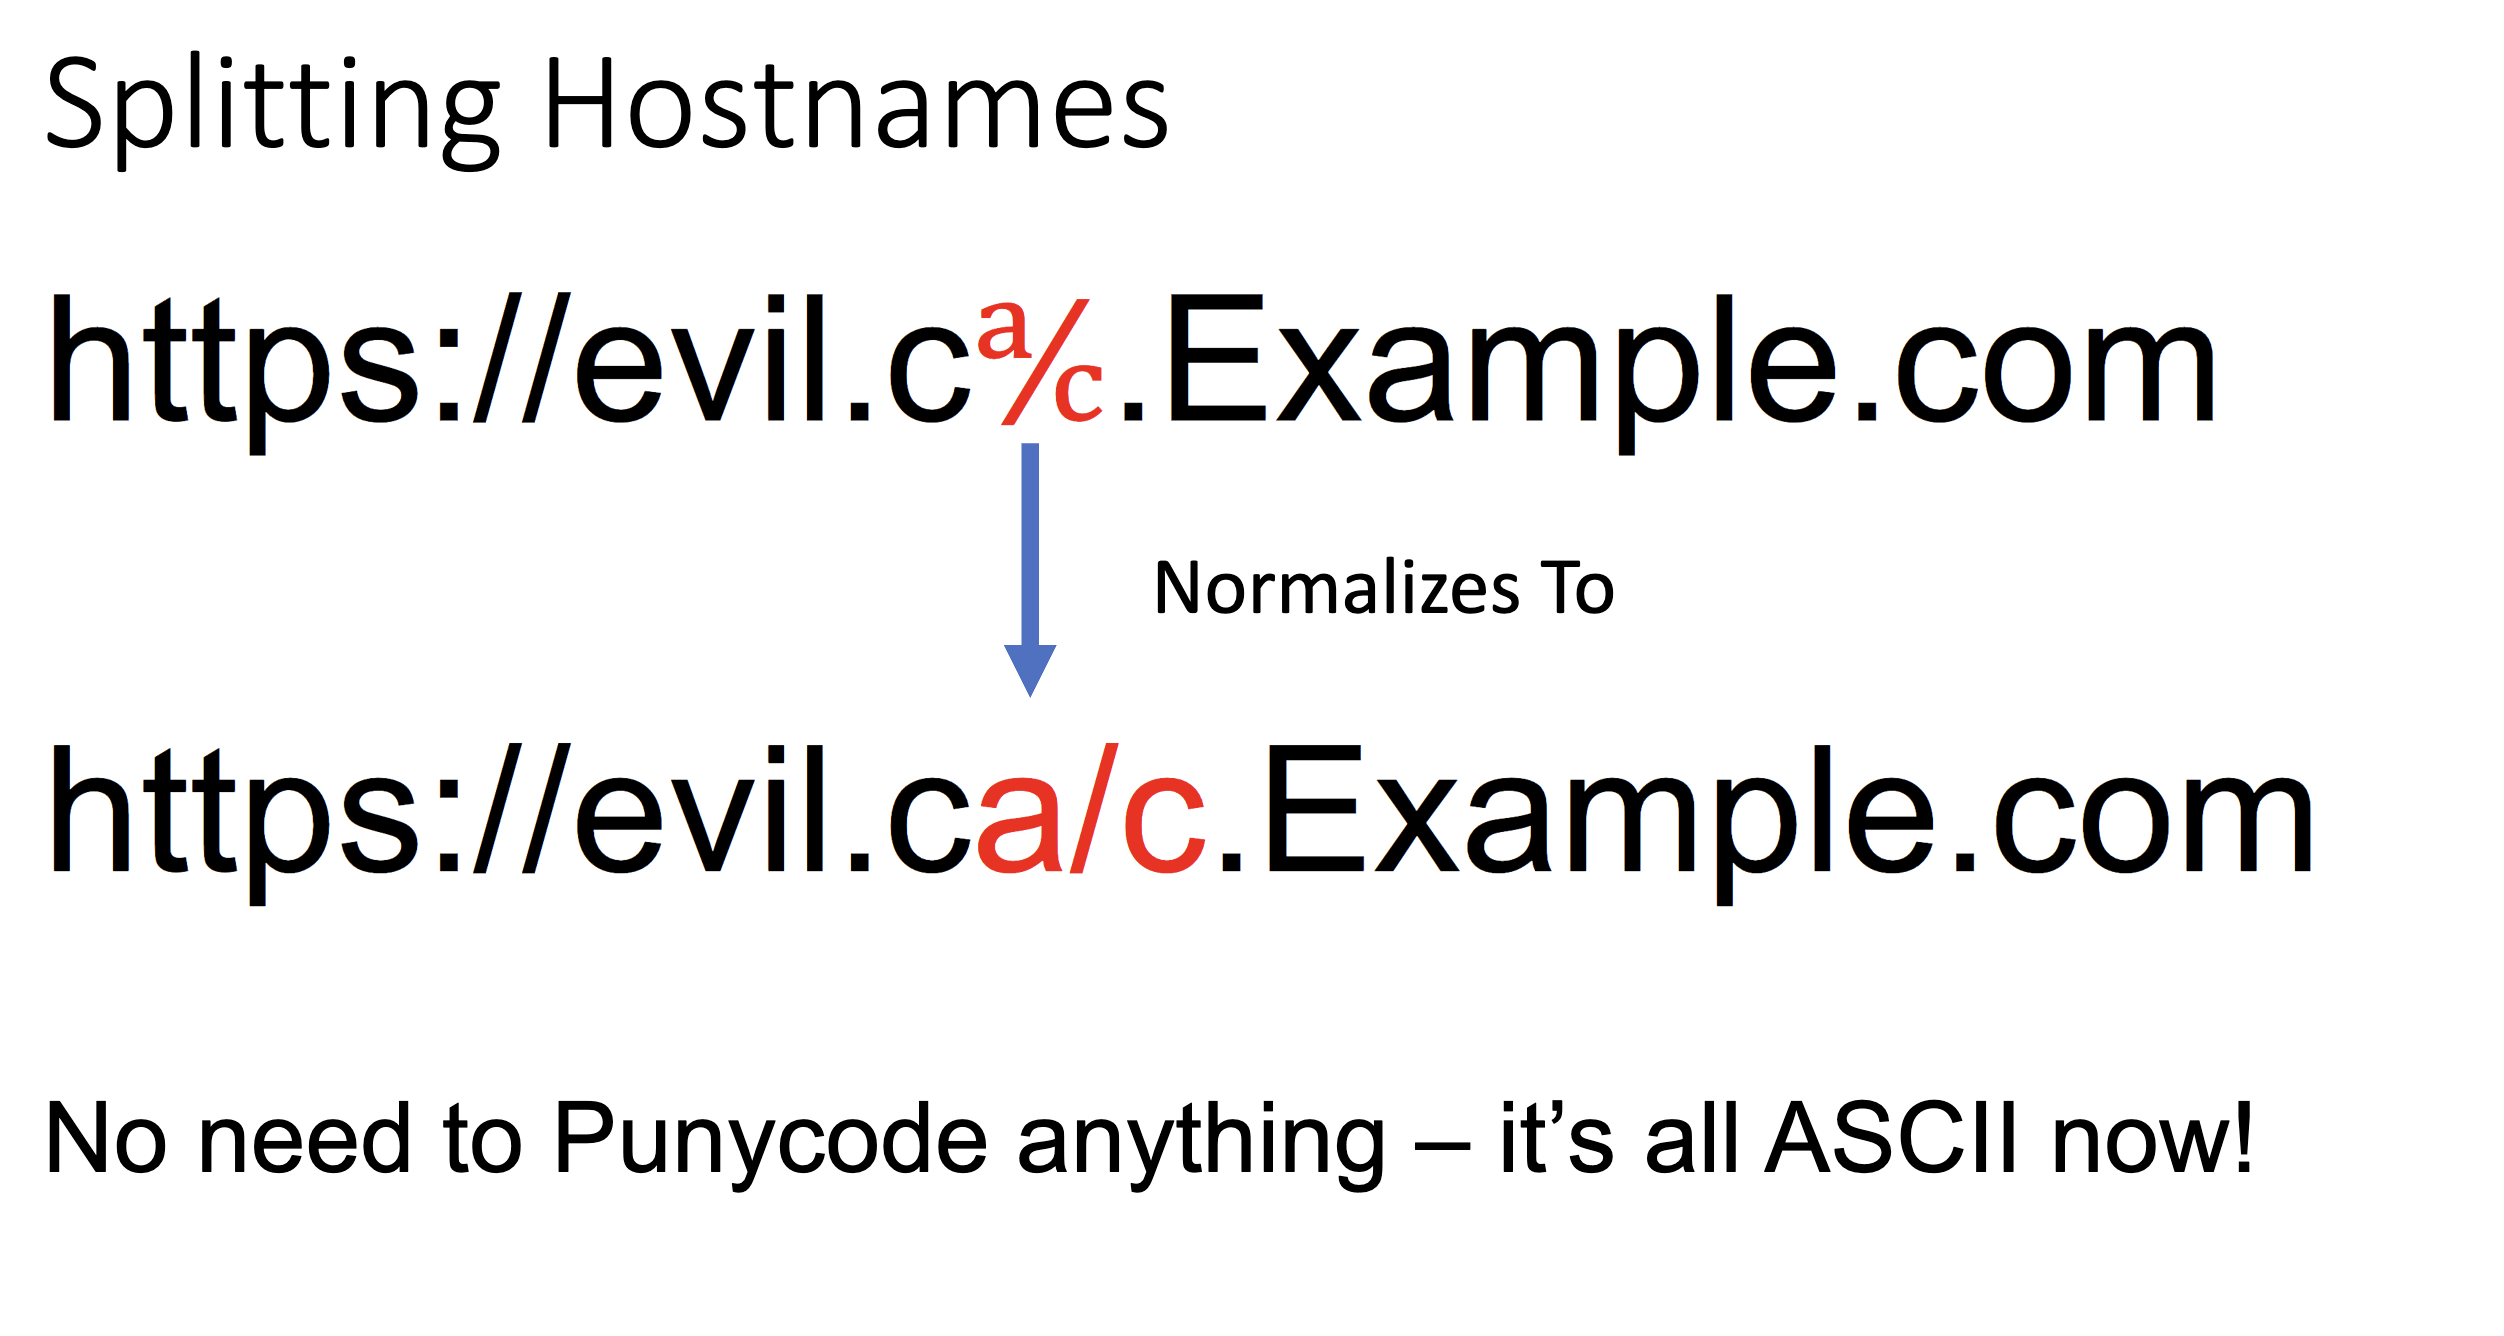 Splitting Hostnames
https://evil.c℀.Example.com
Normalizes To
https://evil.ca/c.Example.com
No need to Punycode anything – it’s all ASCII now!